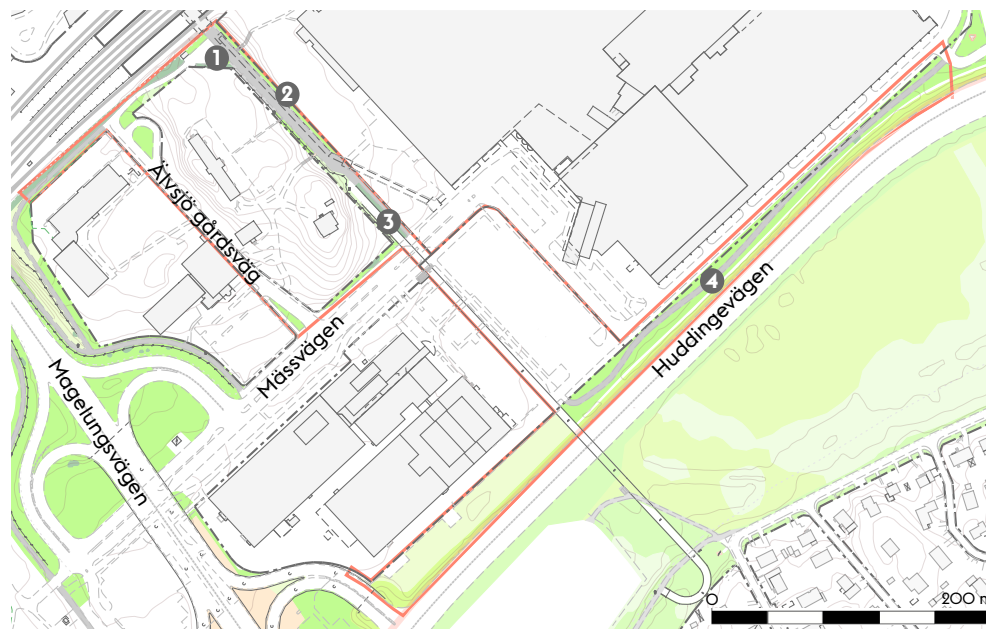 1
2
3
4
Älvsjö gårdsväg
Mässvägen
Huddingevägen
Magelungsvägen
0 200 m